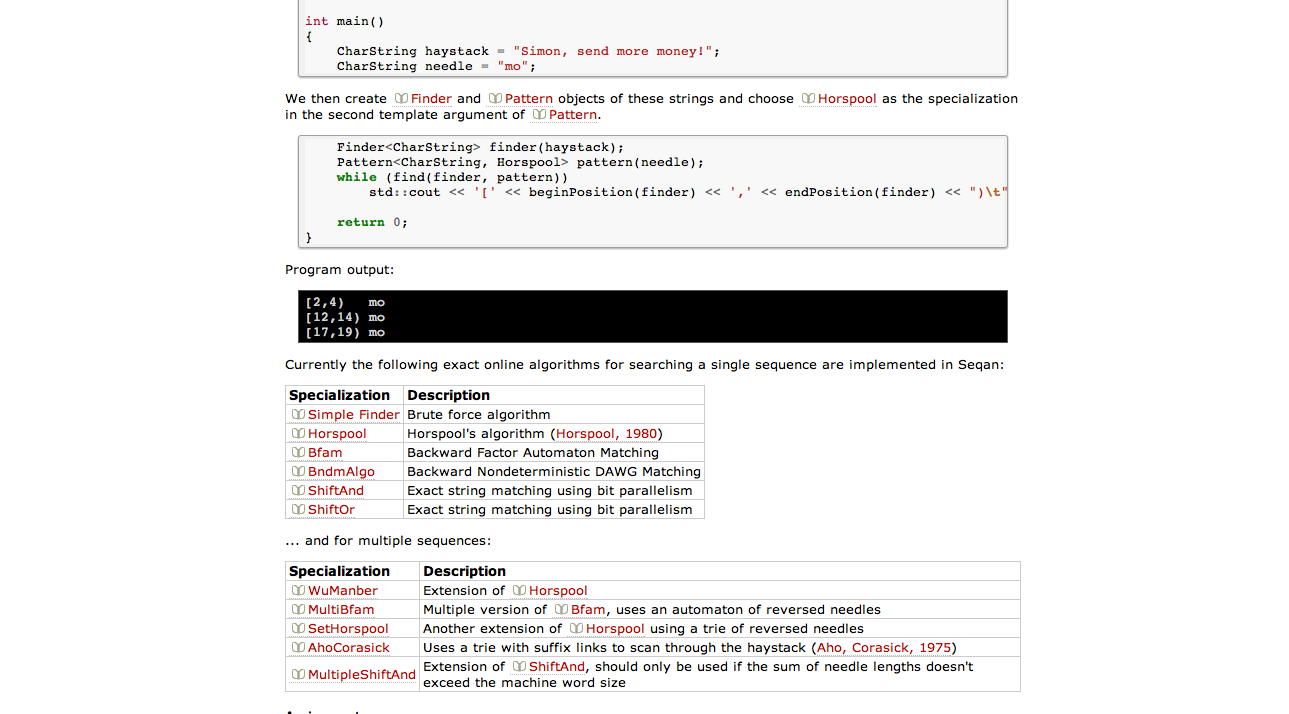 int main()
{
    CharString haystack = "Simon, send more money!";
    CharString needle = "mo";
We then create Finder and Pattern objects of these strings and choose Horspool as the specialization
in the second template argument of Pattern.
    Finder<CharString> finder(haystack);
    Pattern<CharString, Horspool> pattern(needle);
    while (find(finder, pattern))
        std::cout << '[' << beginPosition(finder) << ',' << endPosition(finder) << ")\t"
    return 0;
}
Program output:
[2,4)   mo
[12,14) mo
[17,19) mo
Currently the following exact online algorithms for searching a single sequence are implemented in Seqan:
Specialization Description
Simple Finder Brute force algorithm
Horspool Horspool's algorithm (Horspool, 1980)
Bfam Backward Factor Automaton Matching
BndmAlgo Backward Nondeterministic DAWG Matching
ShiftAnd Exact string matching using bit parallelism
ShiftOr Exact string matching using bit parallelism
... and for multiple sequences:
Specialization Description
WuManber Extension of Horspool
MultiBfam Multiple version of Bfam, uses an automaton of reversed needles
SetHorspool Another extension of Horspool using a trie of reversed needles
AhoCorasick Uses a trie with suffix links to scan through the haystack (Aho, Corasick, 1975)
MultipleShiftAnd Extension of ShiftAnd, should only be used if the sum of needle lengths doesn't
exceed the machine word size